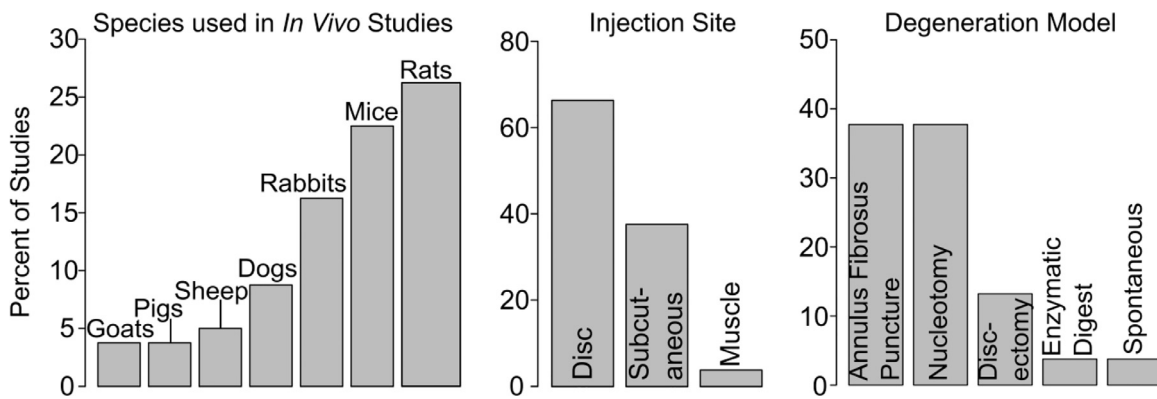 Species used in In Vivo Studies
Percent of Studies
30
25
20
15
10
5
0
Goats
Pigs
Sheep
Dogs
Rabbits
Mice
Rats
Injection Site
80
60
40
20
0
Disc
Subcut-
aneous
Muscle
Degeneration Model
50
40
30
20
10
0
Annulus Fibrosus
Puncture
Nucleotomy
Disc-
ectomy
Enzymatic
Digest
Spontaneous